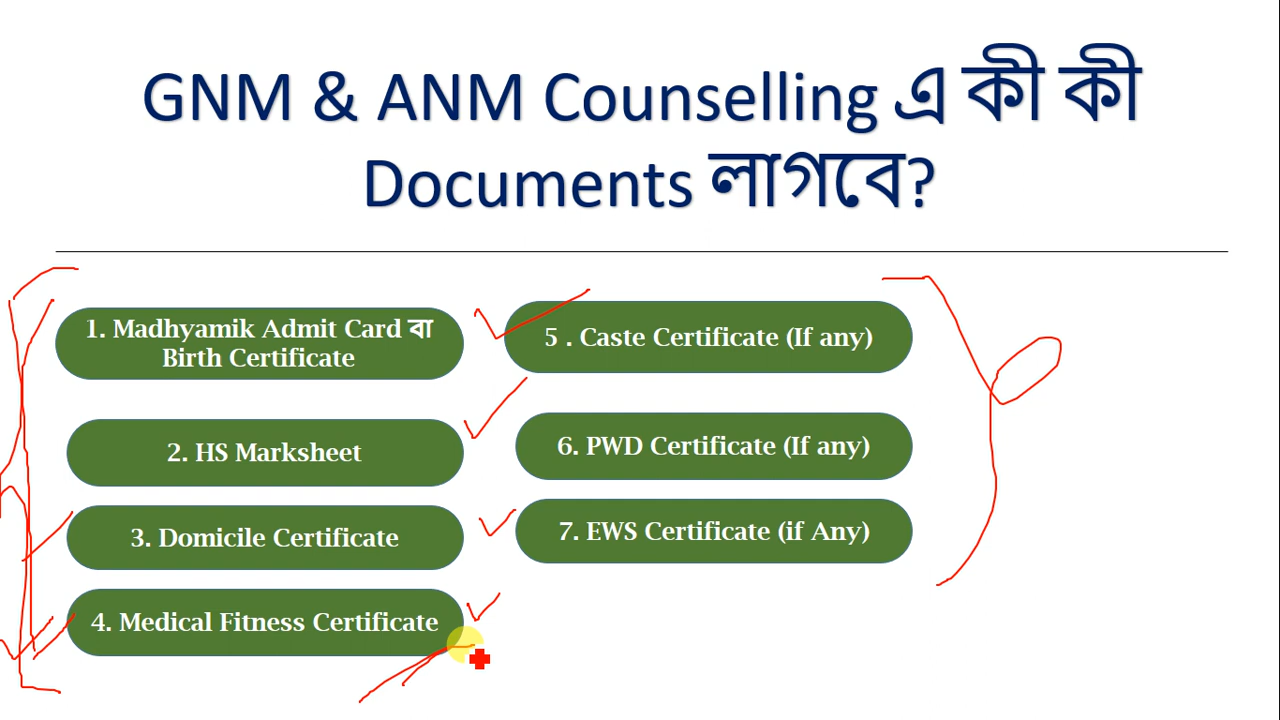 GNM & ANM Counselling এ কী কী
Documents লাগবে?
1. Madhyamik Admit Card বা
Birth Certificate
2. HS Marksheet
3. Domicile Certificate
4. Medical Fitness Certificate
5 . Caste Certificate (If any)
6. PWD Certificate (If any)
7. EWS Certificate (if Any)